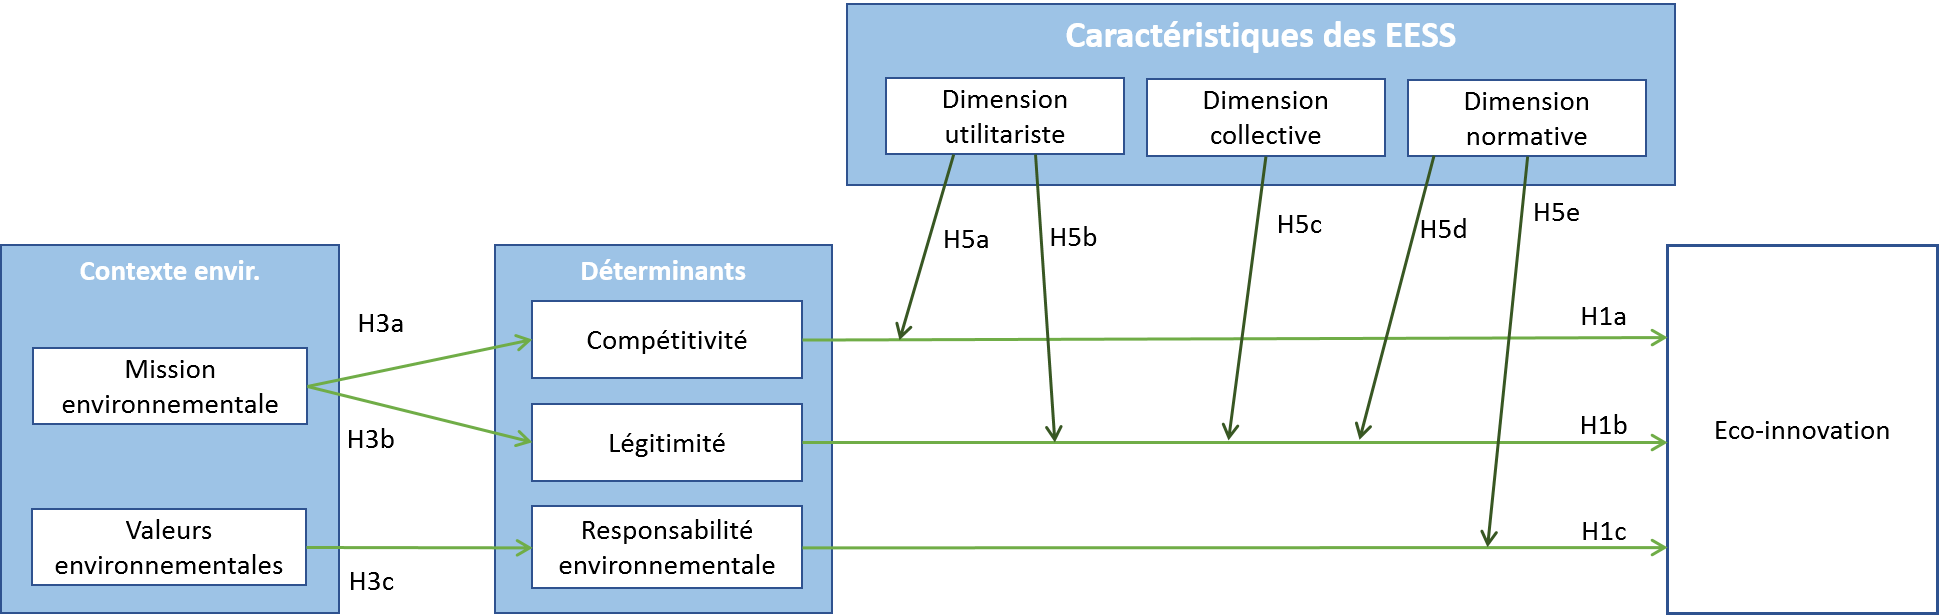 Caractéristiques des EESS
Dimension
utilitariste
Dimension
collective
Dimension
normative
H5a
H5b
H5c
H5d
H5e
Contexte envir.
Mission
environnementale
Valeurs
environnementales
H3a
H3b
H3c
Déterminants
Compétitivité
Légitimité
Responsabilité
environnementale
H1a
H1b
H1c
Eco-innovation